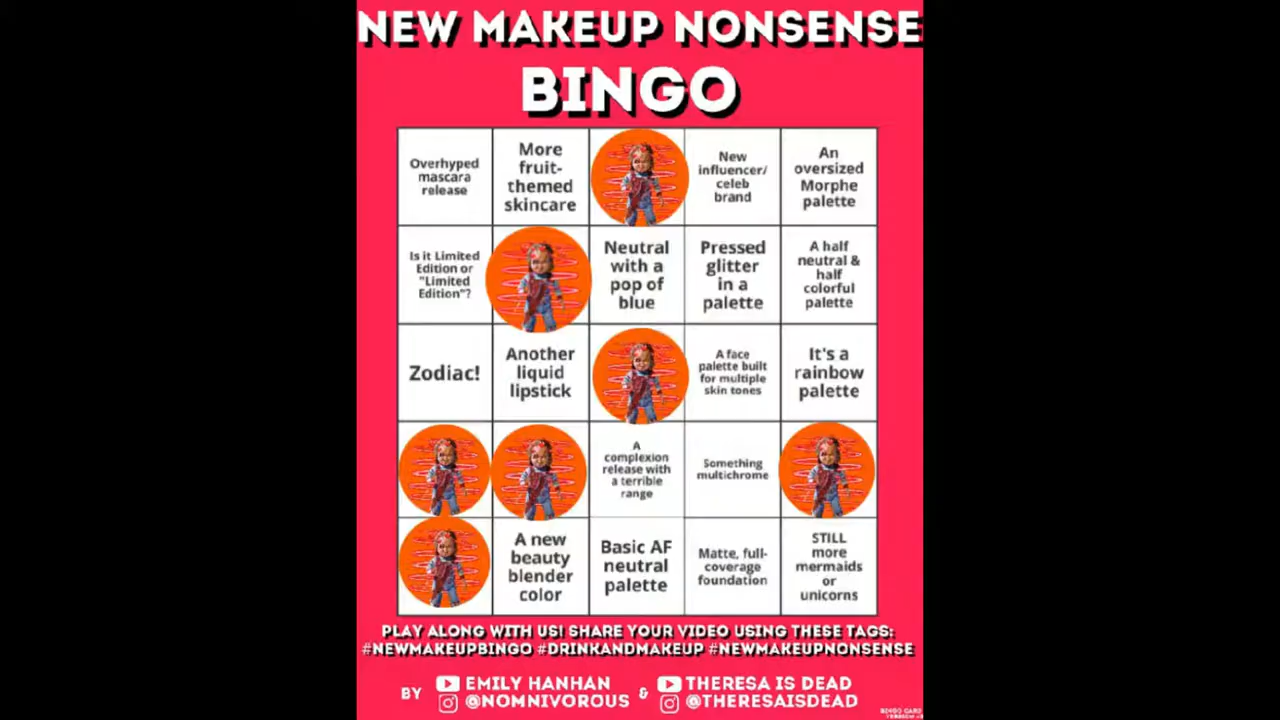 NEW MAKEUP NONSENSE
BINGO
Overhyped
mascara
release
More
fruit-
themed
skincare
New
influencer/
celeb
brand
An
oversized
Morphe
palette
Is it Limited
Edition or
"Limited
Edition"?
Neutral
with a
pop of
blue
Pressed
glitter
in a
palette
A half
neutral &
half
colorful
palette
Zodiac!
Another
liquid
lipstick
A face
palette built
for multiple
skin tones
It's a
rainbow
palette
A
complexion
release with
a terrible
range
Something
multichrome
A new
beauty
blender
color
Basic AF
neutral
palette
Matte, full-
coverage
foundation
STILL
more
mermaids
or
unicorns
PLAY ALONG WITH US! SHARE YOUR VIDEO USING THESE TAGS:
#NEWMAKEUPBINGO #DRINKANDMAKEUP #NEWMAKEUPNONSENSE
BY EMILY HANHAN & THERESA IS DEAD
@NOMNIVOROUS @THERESAISDEAD
BINGO CARD
VERSION